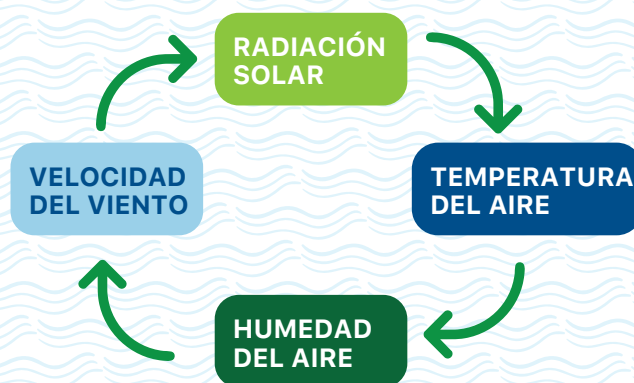 RADIACIÓN
SOLAR
TEMPERATURA
DEL AIRE
HUMEDAD
DEL AIRE
VELOCIDAD
DEL VIENTO